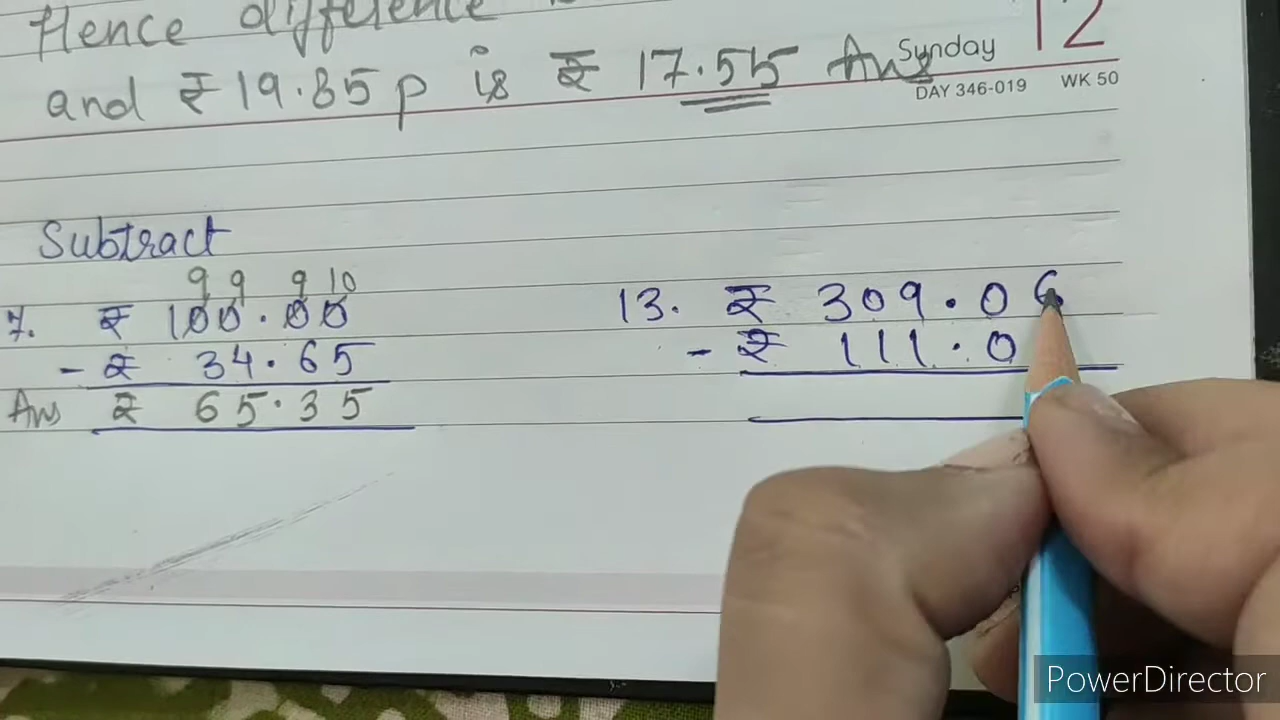 Hence difference
and ₹ 19.85 p is ₹ 17.55 Ans
Sunday 12
DAY 346-019 WK 50
Subtract
9 9 9 10
7. ₹ 100.00
- ₹ 34.65
Ans ₹ 65.35
13. ₹ 309.06
- ₹ 111.0
PowerDirector